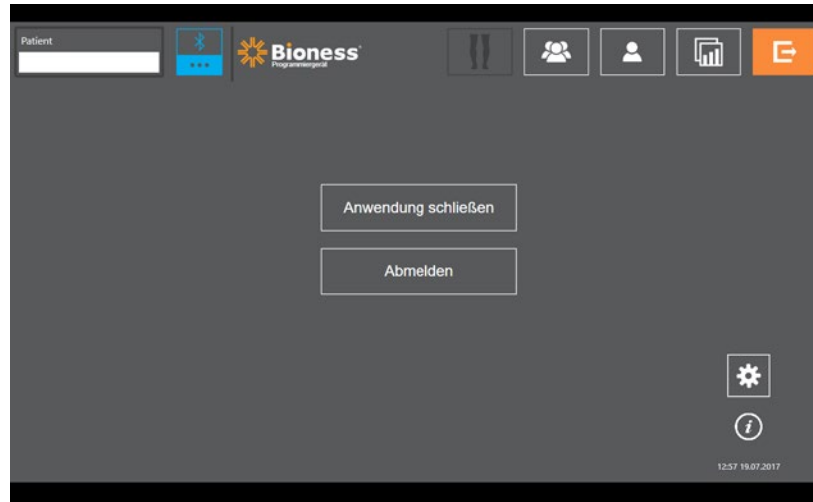 Patient
Bioness
Programmiergerät
Anwendung schließen
Abmelden
12:57 19.07.2017